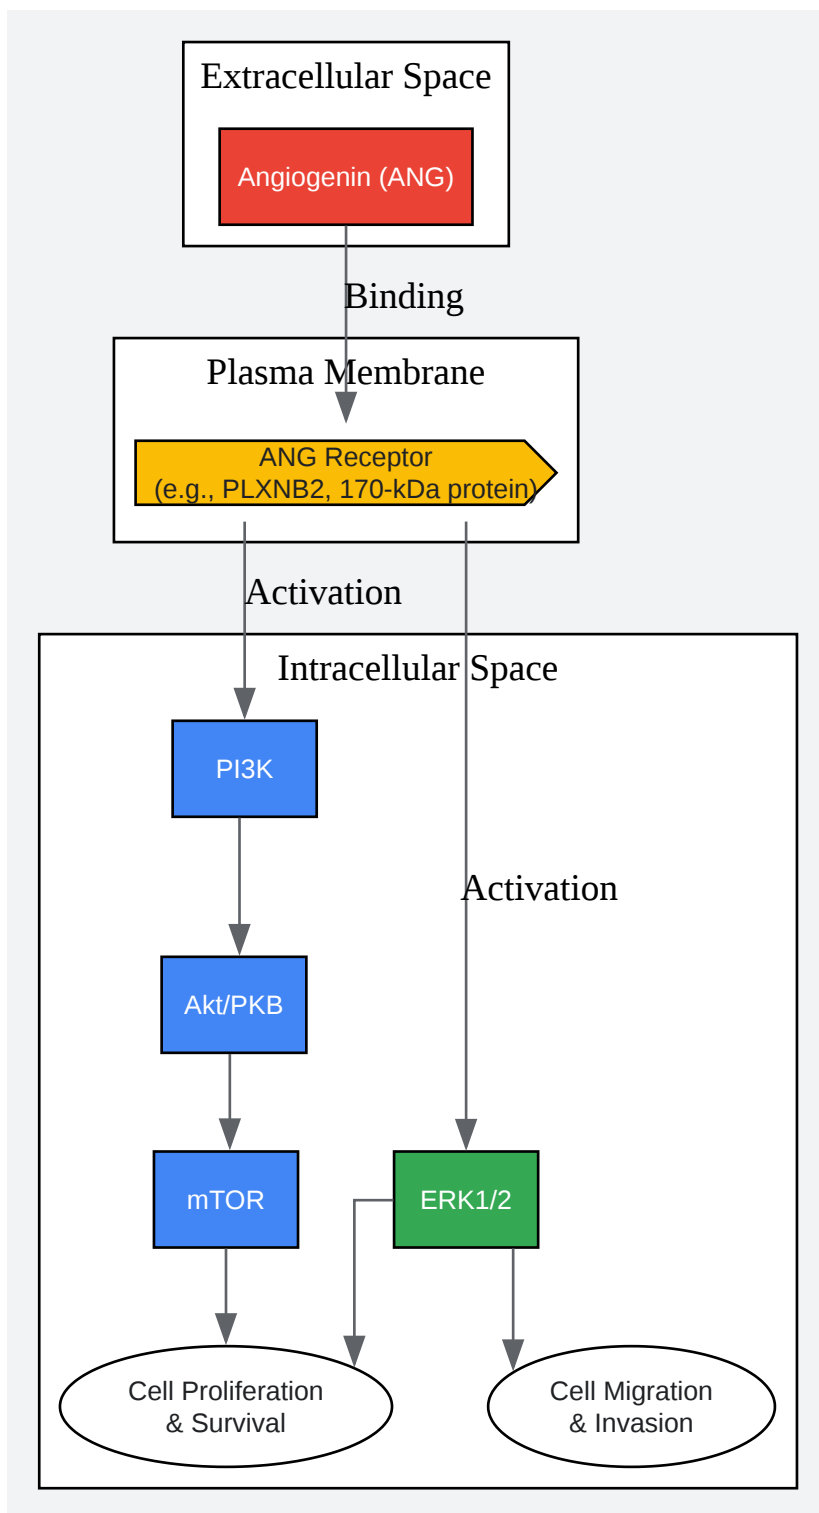 Extracellular Space
Angiogenin (ANG)
Binding
Plasma Membrane
ANG Receptor
(e.g., PLXNB2, 170-kDa protein)
Activation
Intracellular Space
PI3K
Activation
Akt/PKB
mTOR
ERK1/2
Cell Proliferation
& Survival
Cell Migration
& Invasion